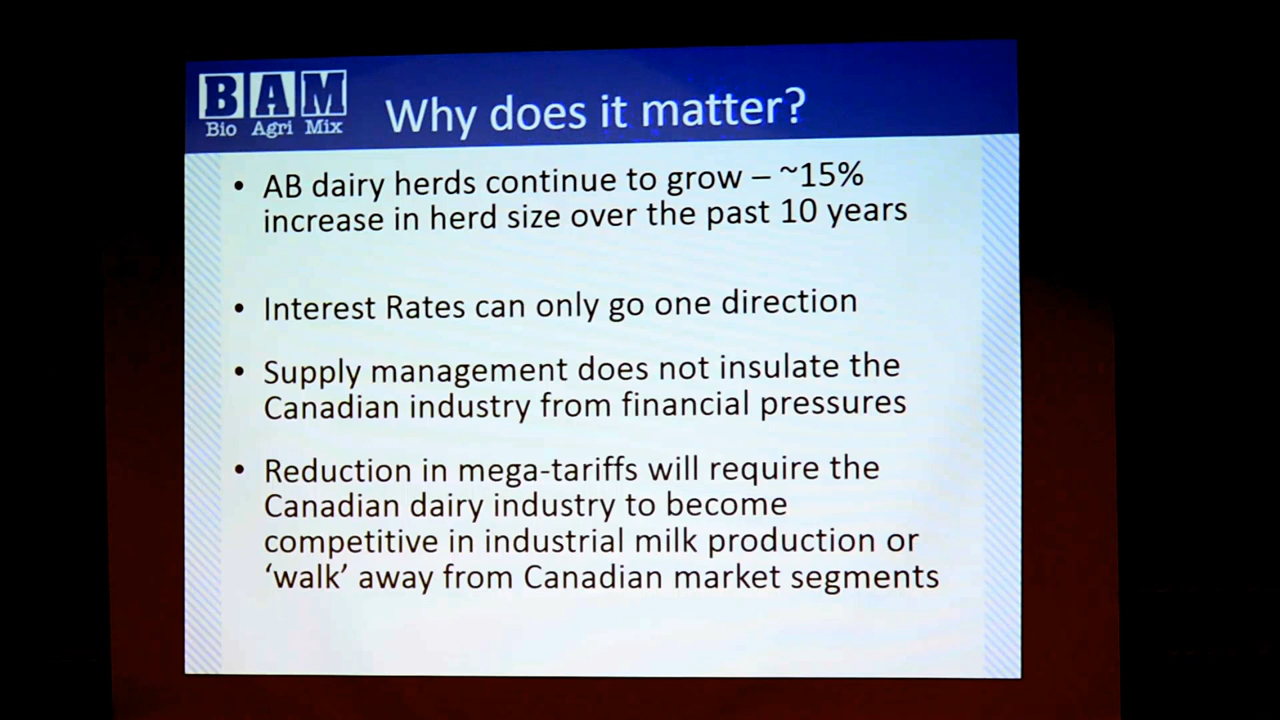 BAM
Bio Agri Mix
Why does it matter?
• AB dairy herds continue to grow – ~15%
increase in herd size over the past 10 years
• Interest Rates can only go one direction
• Supply management does not insulate the
Canadian industry from financial pressures
• Reduction in mega-tariffs will require the
Canadian dairy industry to become
competitive in industrial milk production or
‘walk’ away from Canadian market segments